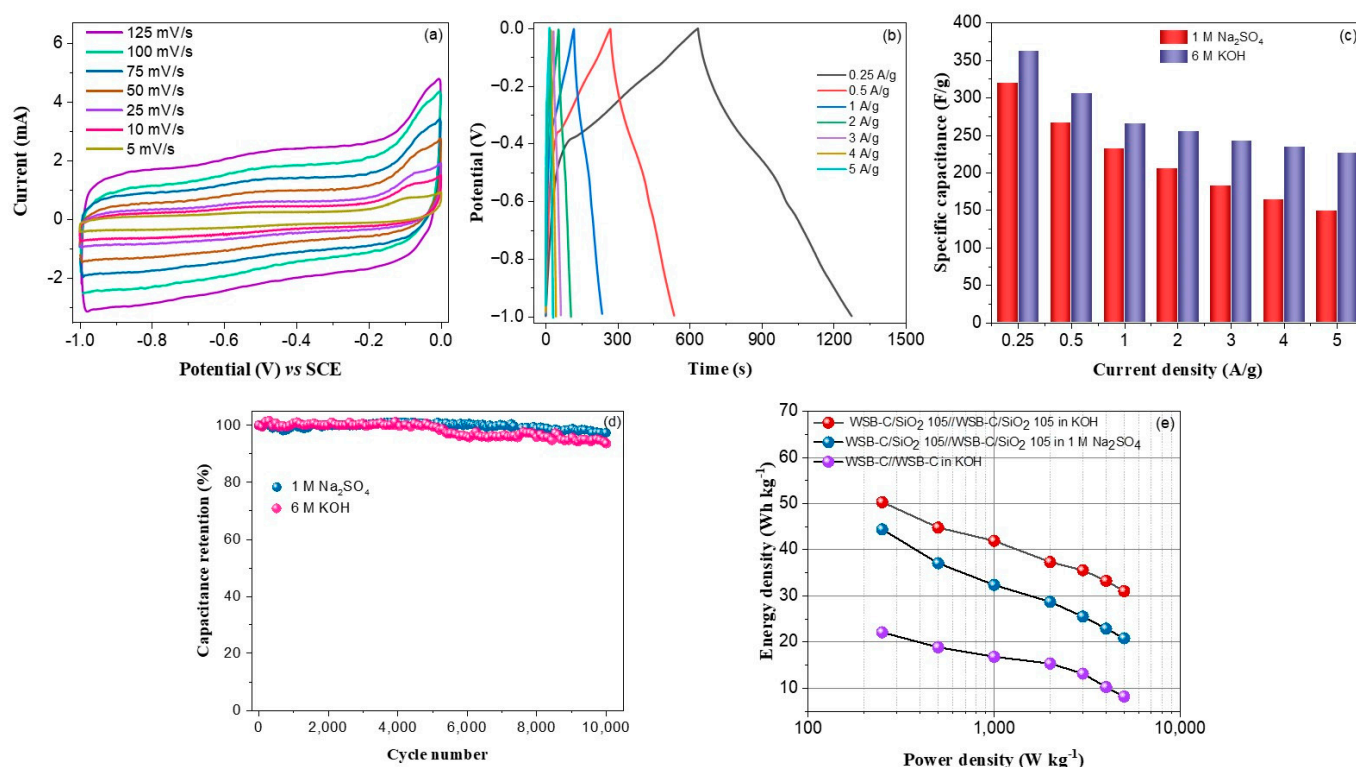 (a)
125 mV/s
100 mV/s
75 mV/s
50 mV/s
25 mV/s
10 mV/s
5 mV/s
Current (mA)
6
4
2
0
-2
-1.0 -0.8 -0.6 -0.4 -0.2 0.0
Potential (V) vs SCE
(b)
0.25 A/g
0.5 A/g
1 A/g
2 A/g
3 A/g
4 A/g
5 A/g
Potential (V)
0.0
−0.2
−0.4
−0.6
−0.8
−1.0
0 300 600 900 1200 1500
Time (s)
(c)
1 M Na₂SO₄
6 M KOH
Specific capacitance (F/g)
400
350
300
250
200
150
100
50
0
0.25 0.5 1 2 3 4 5
Current density (A/g)
(d)
1 M Na₂SO₄
6 M KOH
Capacitance retention (%)
100
80
60
40
20
0
0 2,000 4,000 6,000 8,000 10,000
Cycle number
(e)
WSB-C/SiO₂ 105//WSB-C/SiO₂ 105 in KOH
WSB-C/SiO₂ 105//WSB-C/SiO₂ 105 in 1 M Na₂SO₄
WSB-C//WSB-C in KOH
Energy density (Wh kg⁻¹)
70
60
50
40
30
20
10
100 1,000 10,000
Power density (W kg⁻¹)